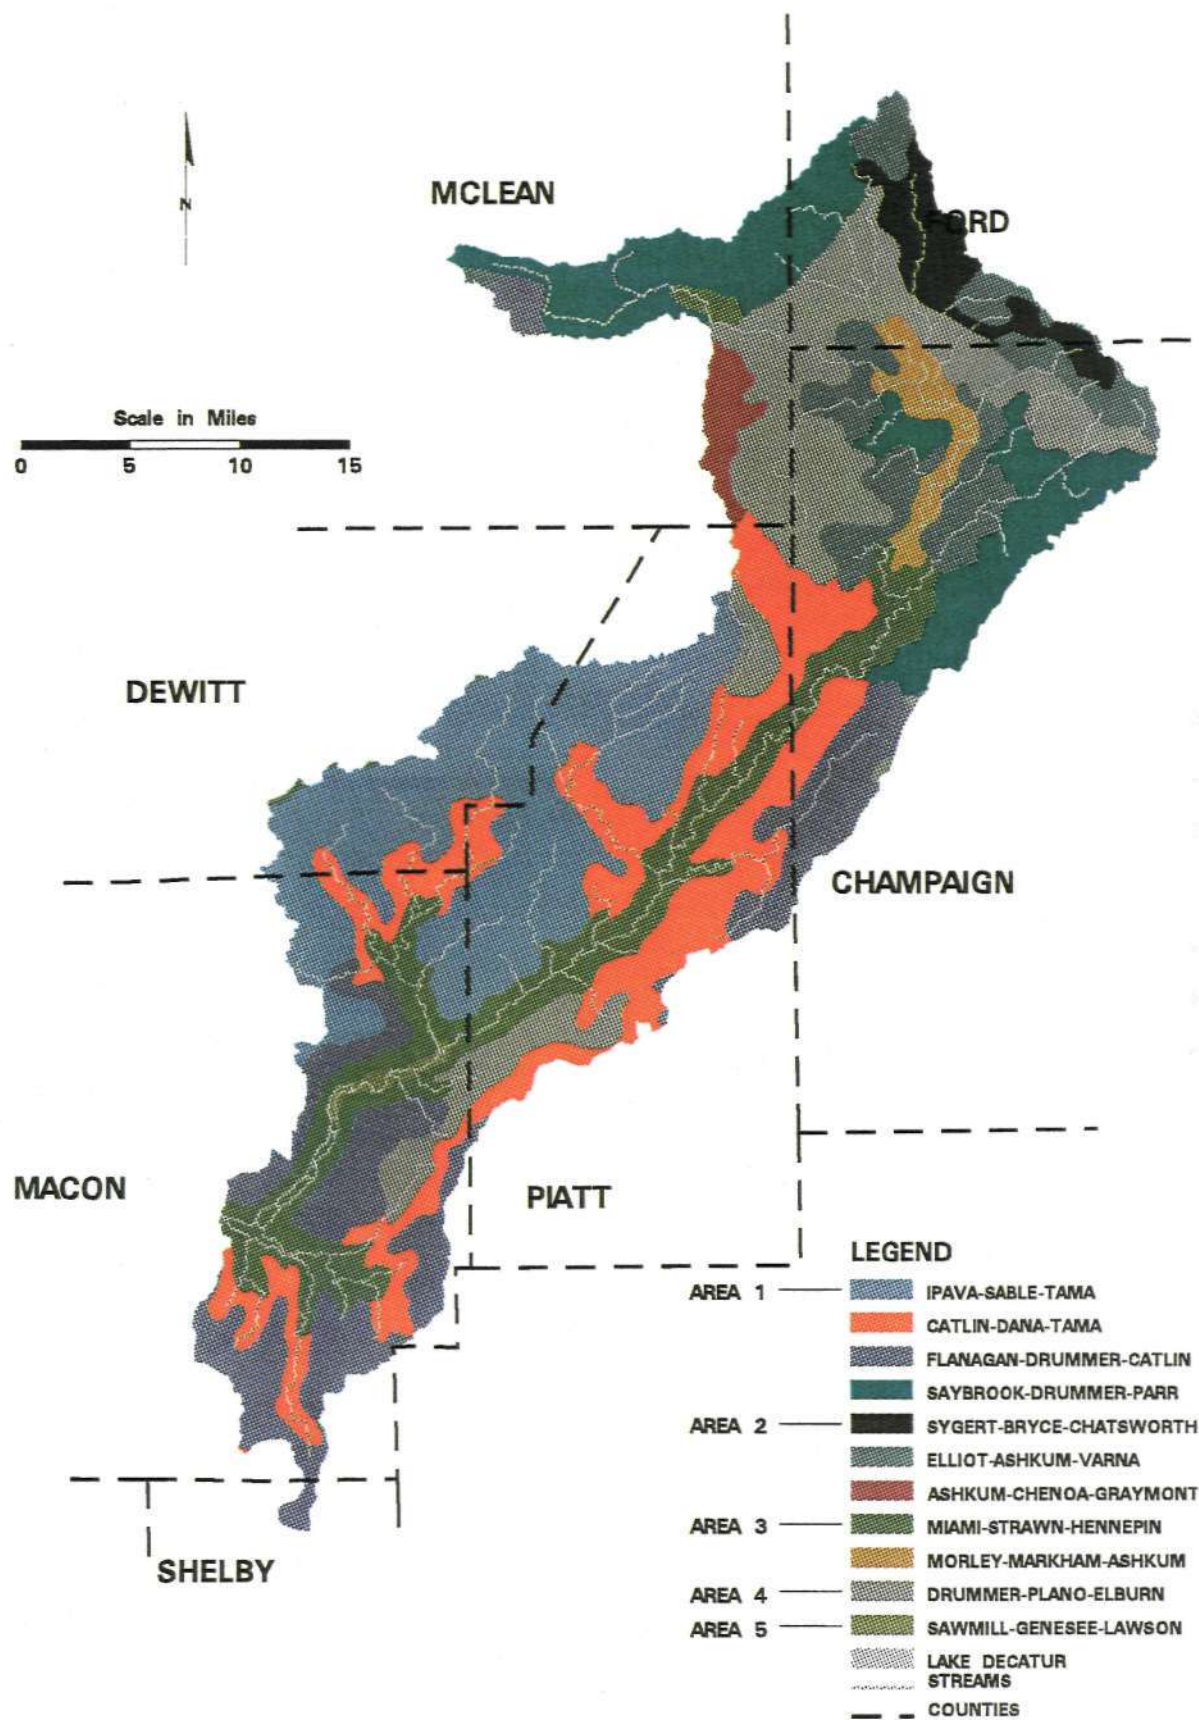 MCLEAN
N
FORD
Scale in Miles
0 5 10 15
DEWITT
CHAMPAIGN
MACON
PIATT
SHELBY
LEGEND
AREA 1 IPAVA-SABLE-TAMA
CATLIN-DANA-TAMA
FLANAGAN-DRUMMER-CATLIN
SAYBROOK-DRUMMER-PARR
AREA 2 SYGERT-BRYCE-CHATSWORTH
ELLIOT-ASHKUM-VARNA
ASHKUM-CHENOA-GRAYMONT
AREA 3 MIAMI-STRAWN-HENNEPIN
MORLEY-MARKHAM-ASHKUM
AREA 4 DRUMMER-PLANO-ELBURN
AREA 5 SAWMILL-GENESEE-LAWSON
LAKE DECATUR
STREAMS
COUNTIES